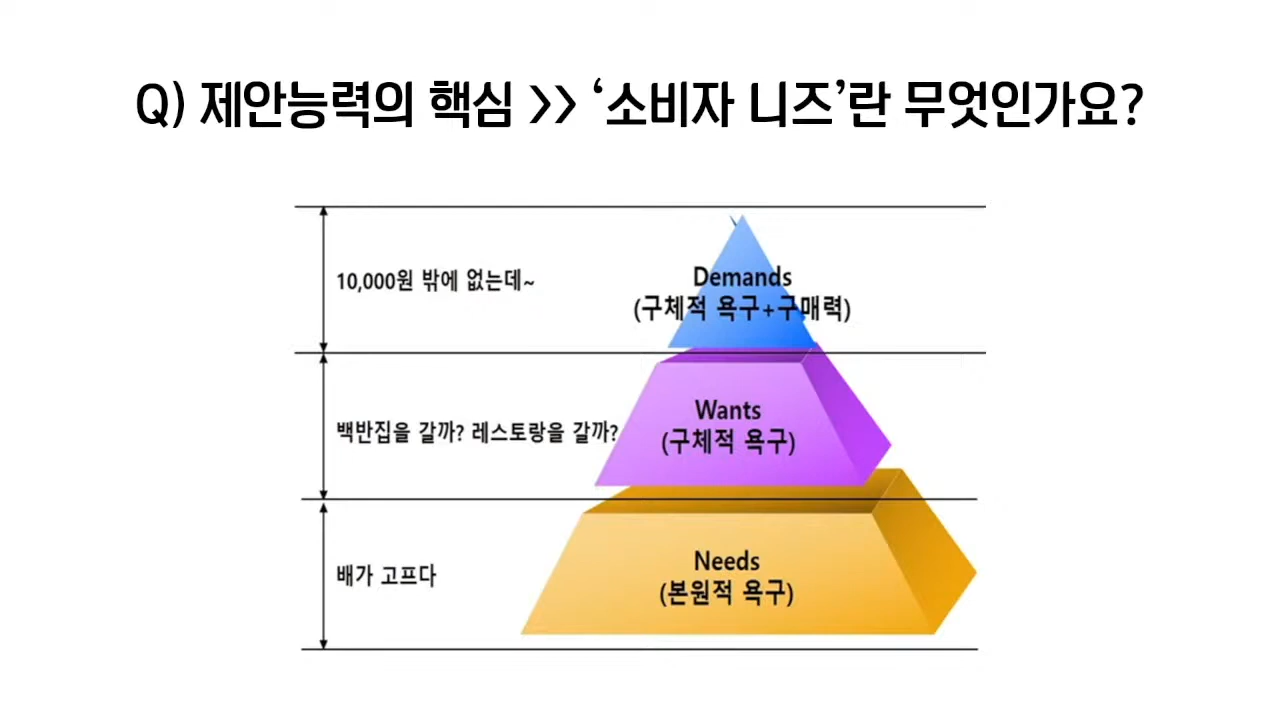 Q) 제안능력의 핵심 >> ‘소비자 니즈’란 무엇인가요?
10,000원 밖에 없는데~
Demands
(구체적 욕구+구매력)
백반집을 갈까? 레스토랑을 갈까?
Wants
(구체적 욕구)
배가 고프다
Needs
(본원적 욕구)